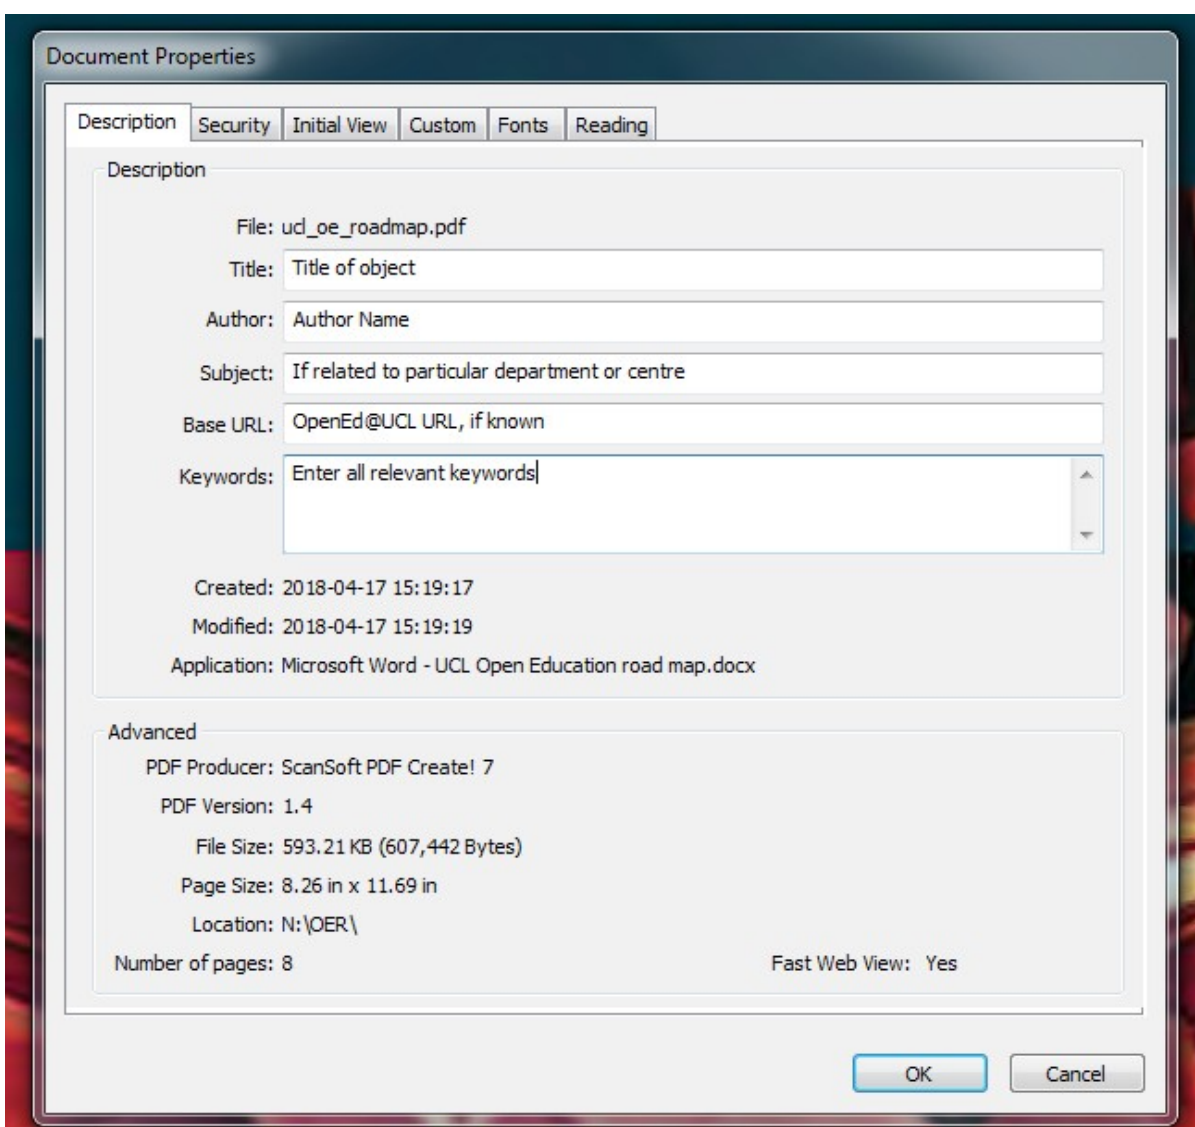 Document Properties
Description Security Initial View Custom Fonts Reading
Description
File: ucl_oe_roadmap.pdf
Title: Title of object
Author: Author Name
Subject: If related to particular department or centre
Base URL: OpenEd@UCL URL, if known
Keywords: Enter all relevant keywords
Created: 2018-04-17 15:19:17
Modified: 2018-04-17 15:19:19
Application: Microsoft Word - UCL Open Education road map.docx
Advanced
PDF Producer: ScanSoft PDF Create! 7
PDF Version: 1.4
File Size: 593.21 KB (607,442 Bytes)
Page Size: 8.26 in x 11.69 in
Location: N:\OER\
Number of pages: 8 Fast Web View: Yes
OK Cancel